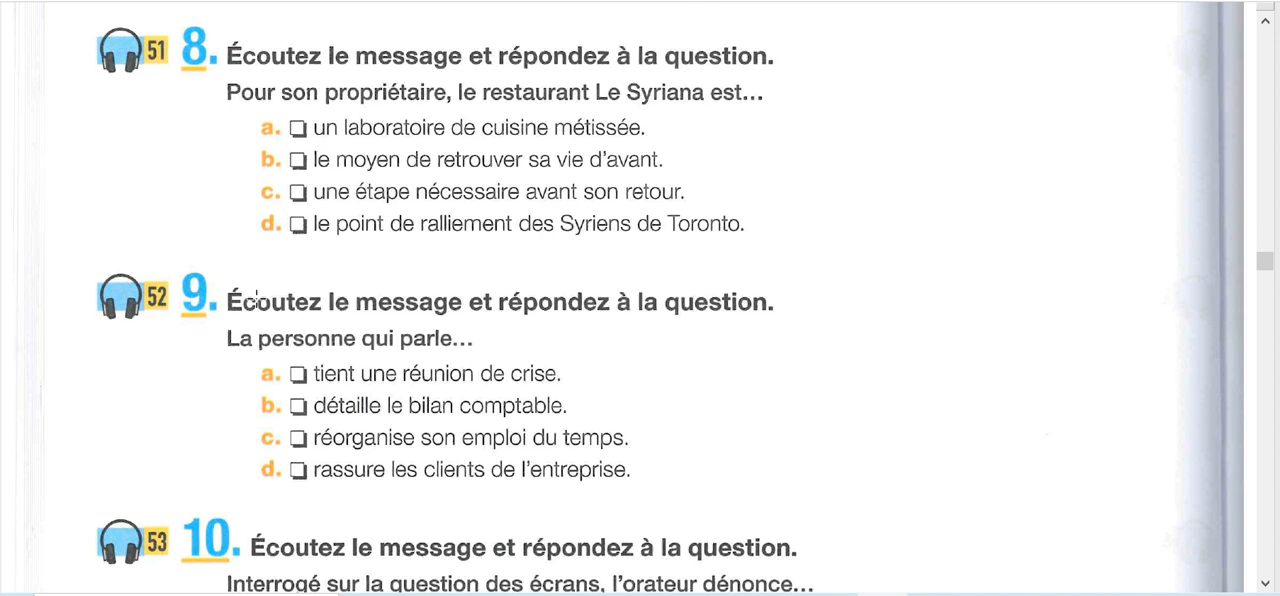 51 8. Écoutez le message et répondez à la question.
Pour son propriétaire, le restaurant Le Syriana est...
a. un laboratoire de cuisine métissée.
b. le moyen de retrouver sa vie d'avant.
c. une étape nécessaire avant son retour.
d. le point de ralliement des Syriens de Toronto.
52 9. Écoutez le message et répondez à la question.
La personne qui parle...
a. tient une réunion de crise.
b. détaille le bilan comptable.
c. réorganise son emploi du temps.
d. rassure les clients de l'entreprise.
53 10. Écoutez le message et répondez à la question.
Interrogé sur la question des écrans, l'orateur dénonce...